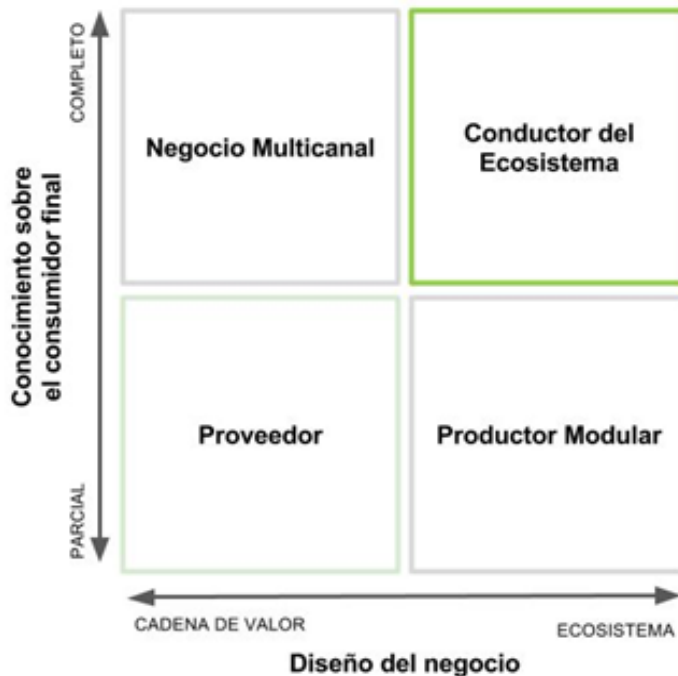 COMPLETO
Conocimiento sobre
el consumidor final
PARCIAL
Negocio Multicanal
Conductor del
Ecosistema
Proveedor
Productor Modular
CADENA DE VALOR
ECOSISTEMA
Diseño del negocio